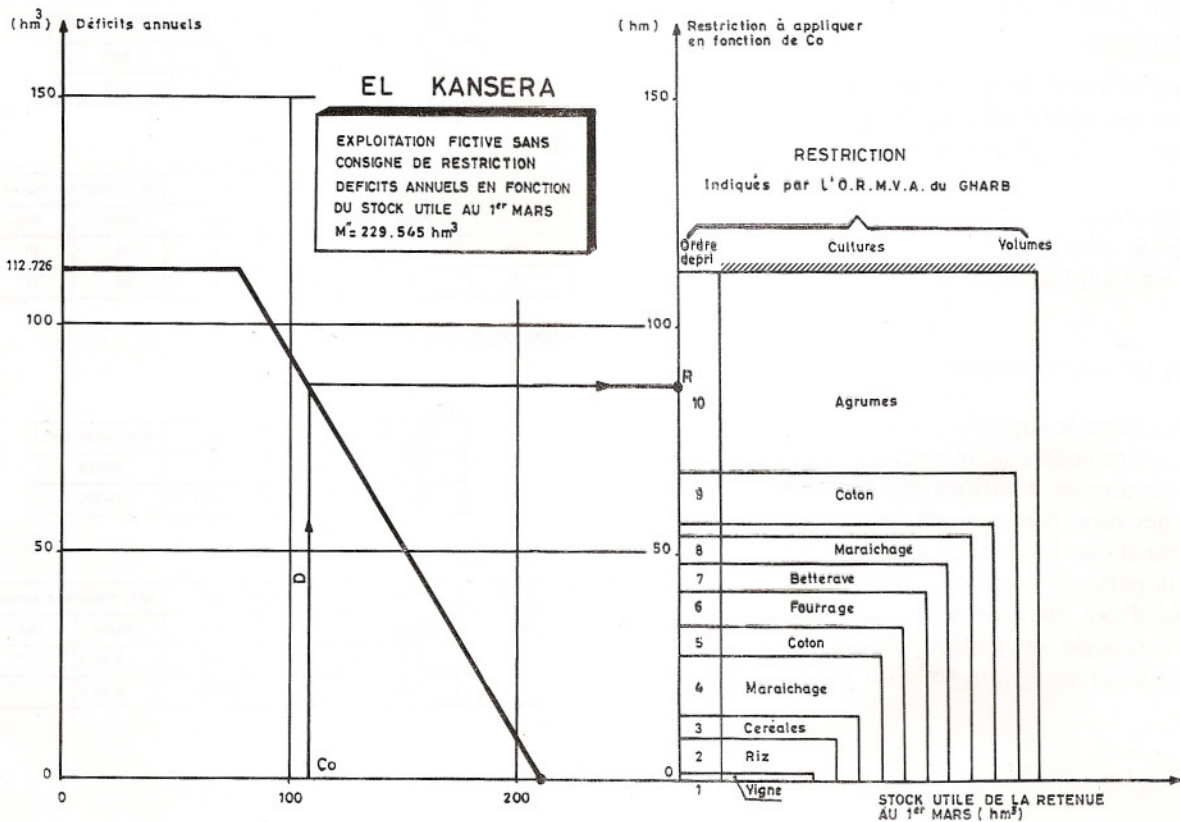 (hm³) Déficits annuels
150
112.726
100
50
0
0
100
200
D
Co
EL KANSERA
EXPLOITATION FICTIVE SANS
CONSIGNE DE RESTRICTION
DEFICITS ANNUELS EN FONCTION
DU STOCK UTILE AU 1er MARS
M"= 229.545 hm³
(hm) Restriction à appliquer
en fonction de Co
150
100
50
0
R
RESTRICTION
Indiqués par L'O.R.M.V.A. du GHARB
Ordre
depri
Cultures
Volumes
10 Agrumes
9 Coton
8 Maraichage
7 Betterave
6 Fourrage
5 Coton
4 Maraichage
3 Céréales
2 Riz
1 Vigne
STOCK UTILE DE LA RETENUE
AU 1er MARS (hm³)